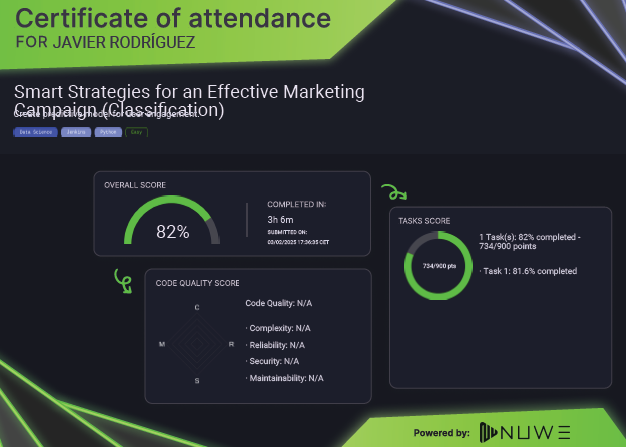 Certificate of attendance
FOR JAVIER RODRÍGUEZ
Smart Strategies for an Effective Marketing
Campaign (Classification)
Create predictive model for user engagement.
Data Science Jenkins Python Easy
OVERALL SCORE
82%
COMPLETED IN:
3h 6m
SUBMITTED ON:
03/02/2025 17:36:35 CET
TASKS SCORE
734/900 pts
1 Task(s): 82% completed -
734/900 points
· Task 1: 81.6% completed
CODE QUALITY SCORE
C
M
R
S
Code Quality: N/A
· Complexity: N/A
· Reliability: N/A
· Security: N/A
· Maintainability: N/A
Powered by: NUWE